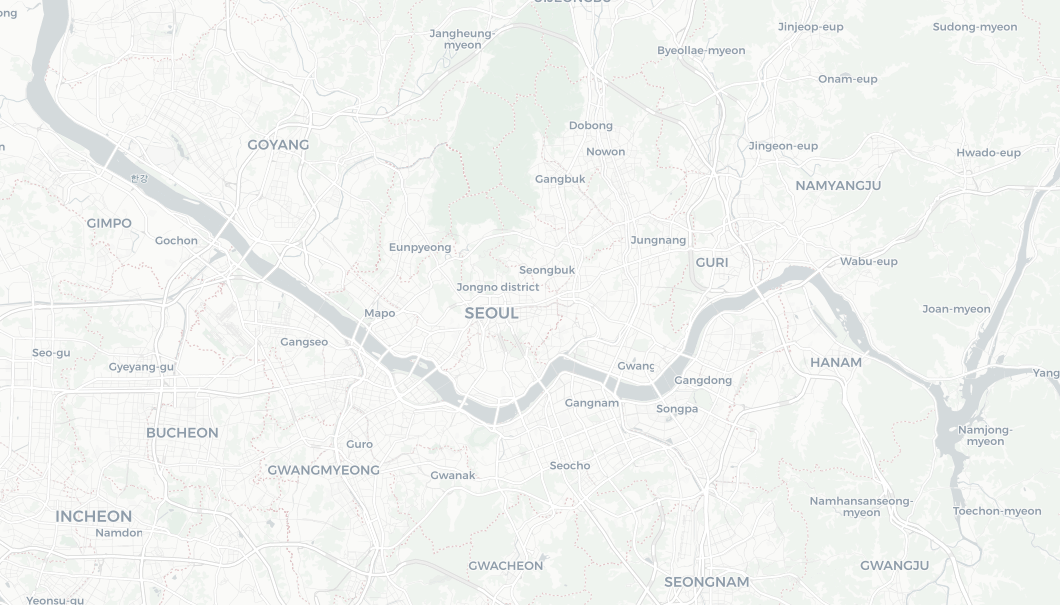 UIJEONGBU
Jangheung-
myeon
Jinjeop-eup
Sudong-myeon
Byeollae-myeon
Onam-eup
Dobong
GOYANG
Nowon
Jingeon-eup
Hwado-eup
한강
Gangbuk
NAMYANGJU
GIMPO
Gochon
Eunpyeong
Jungnang
GURI
Wabu-eup
Seongbuk
Jongno district
SEOUL
Mapo
Joan-myeon
Gangseo
Seo-gu
Gyeyang-gu
Gwang
HANAM
Yang
Gangdong
Gangnam
Songpa
BUCHEON
Namjong-
myeon
Guro
GWANGMYEONG
Gwanak
Seocho
Namhansanseong-
myeon
INCHEON
Namdon
Toechon-myeon
GWACHEON
GWANGJU
SEONGNAM
Yeonsu-gu